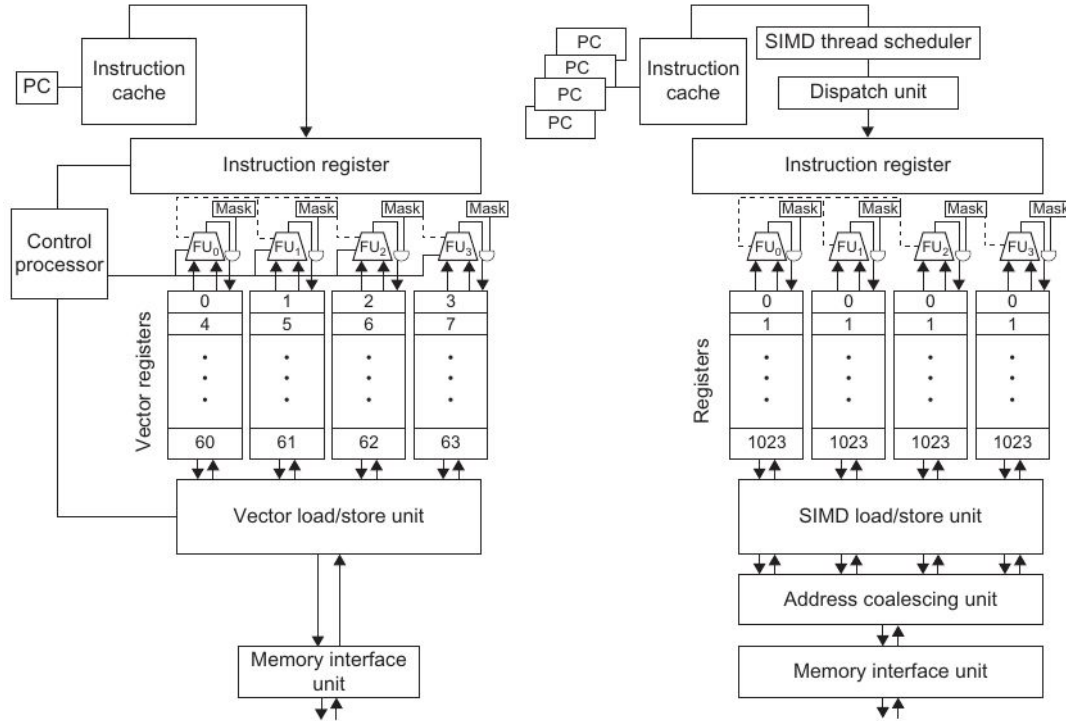 PC
Instruction
cache
Instruction register
Control
processor
Mask
Mask
Mask
Mask
FU0
FU1
FU2
FU3
Vector registers
0 1 2 3
4 5 6 7
60 61 62 63
Vector load/store unit
Memory interface
unit
PC
PC
PC
PC
Instruction
cache
SIMD thread scheduler
Dispatch unit
Instruction register
Mask
Mask
Mask
Mask
FU0
FU1
FU2
FU3
Registers
0 0 0 0
1 1 1 1
1023 1023 1023 1023
SIMD load/store unit
Address coalescing unit
Memory interface unit